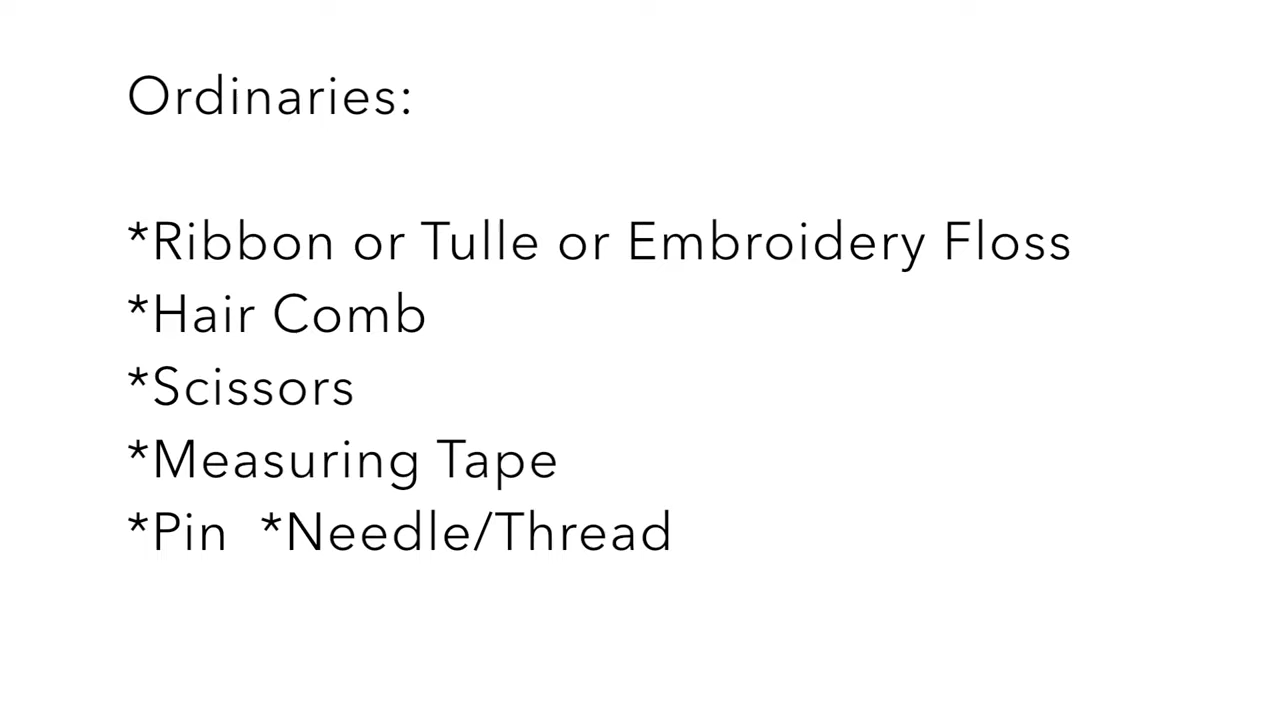 Ordinaries:
*Ribbon or Tulle or Embroidery Floss
*Hair Comb
*Scissors
*Measuring Tape
*Pin  *Needle/Thread